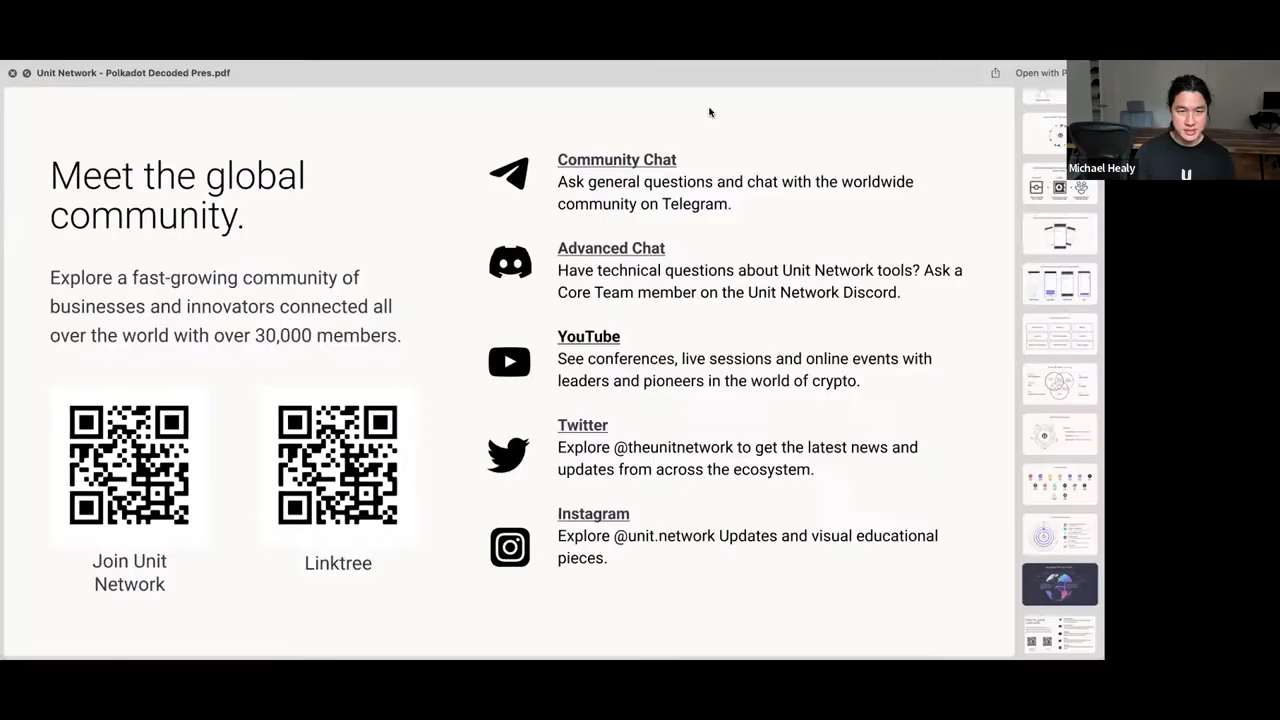 Unit Network - Polkadot Decoded Pres.pdf
Open with P
Michael Healy
Meet the global
community.
Explore a fast-growing community of
businesses and innovators connected all
over the world with over 30,000 members.
Join Unit
Network
Linktree
Community Chat
Ask general questions and chat with the worldwide
community on Telegram.
Advanced Chat
Have technical questions about Unit Network tools? Ask a
Core Team member on the Unit Network Discord.
YouTube
See conferences, live sessions and online events with
leaders and pioneers in the world of crypto.
Twitter
Explore @theunitnetwork to get the latest news and
updates from across the ecosystem.
Instagram
Explore @unit.network Updates and visual educational
pieces.